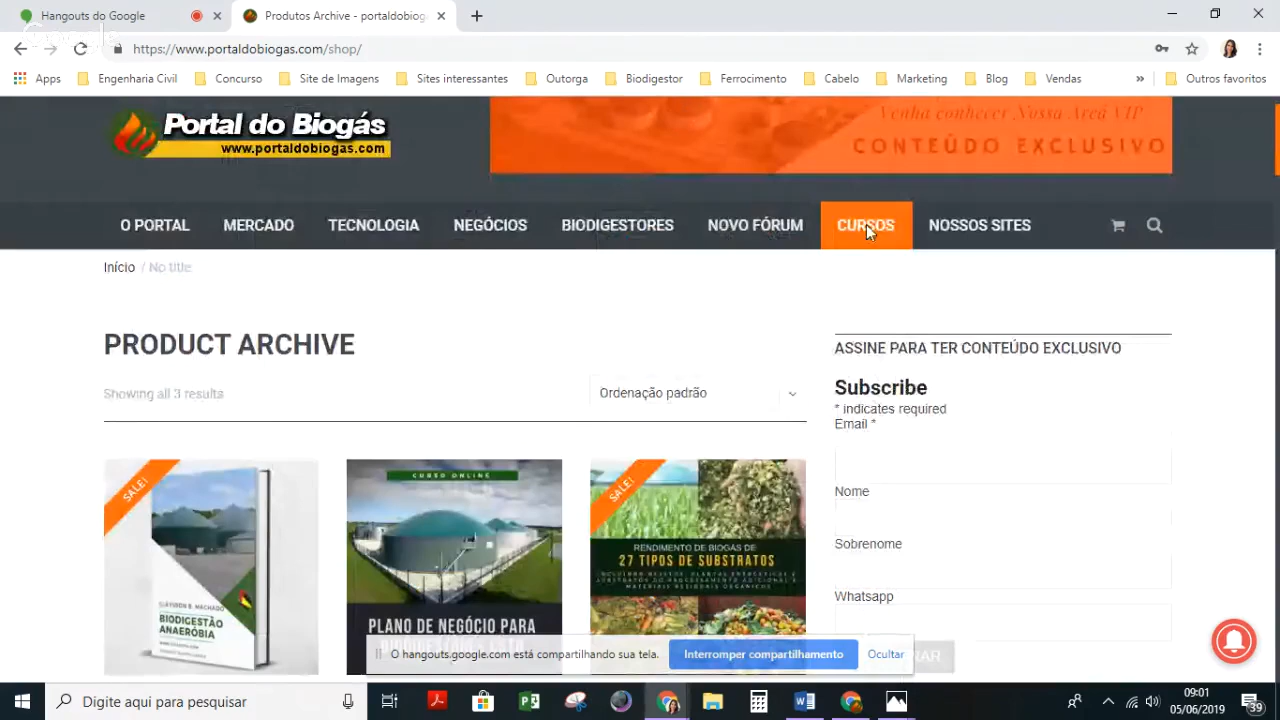 Hangouts do Google
Produtos Archive - portaldobiog
https://www.portaldobiogas.com/shop/
Apps
Engenharia Civil
Concurso
Site de Imagens
Sites interessantes
Outorga
Biodigestor
Ferrocimento
Cabelo
Marketing
Blog
Vendas
»
Outros favoritos
Portal do Biogás
www.portaldobiogas.com
Venha conhecer Nossa Área VIP
CONTEÚDO EXCLUSIVO
O PORTAL
MERCADO
TECNOLOGIA
NEGÓCIOS
BIODIGESTORES
NOVO FÓRUM
CURSOS
NOSSOS SITES
Início / No title
PRODUCT ARCHIVE
Showing all 3 results
Ordenação padrão
ASSINE PARA TER CONTEÚDO EXCLUSIVO
Subscribe
* indicates required
Email *
Nome
Sobrenome
Whatsapp
SALE!
CLEYDSON E. MACHADO
BIODIGESTÃO
ANAERÓBIA
CURSO ONLINE
PLANO DE NEGÓCIO PARA
SALE!
RENDIMENTO DE BIOGÁS DE
27 TIPOS DE SUBSTRATOS
O hangouts.google.com está compartilhando sua tela.
Interromper compartilhamento
Ocultar
RAR
Digite aqui para pesquisar
09:01
05/06/2019
39